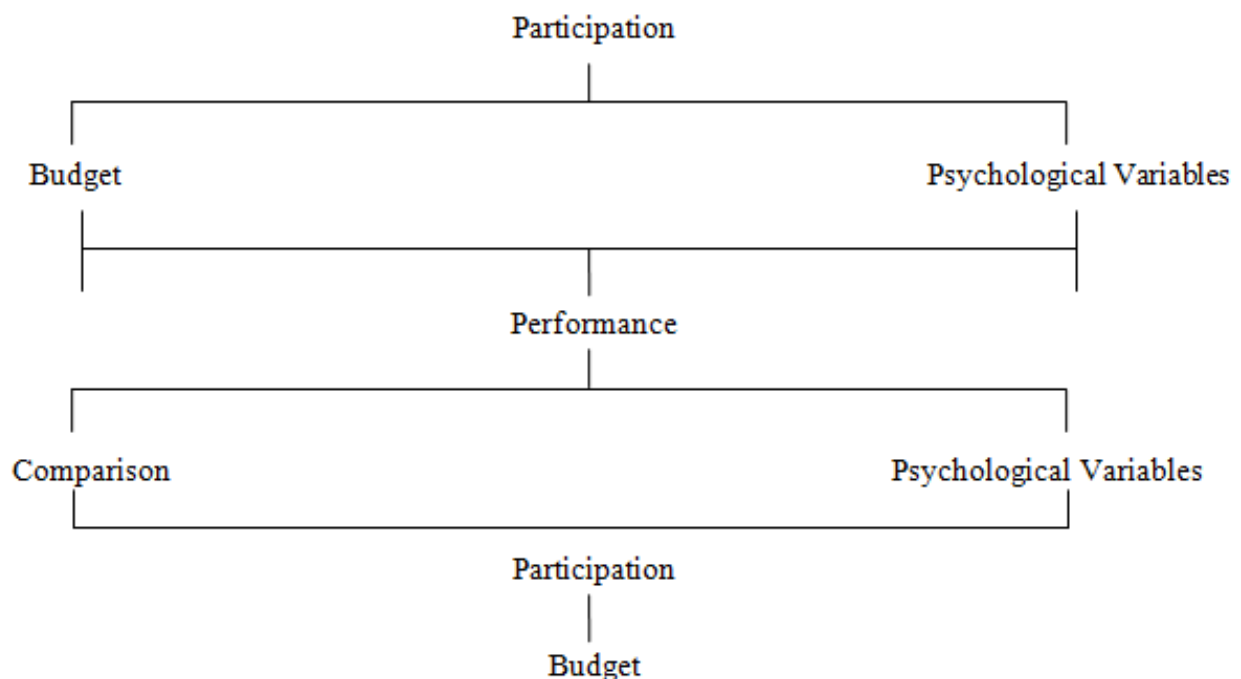 Participation
Budget
Psychological Variables
Performance
Comparison
Psychological Variables
Participation
Budget